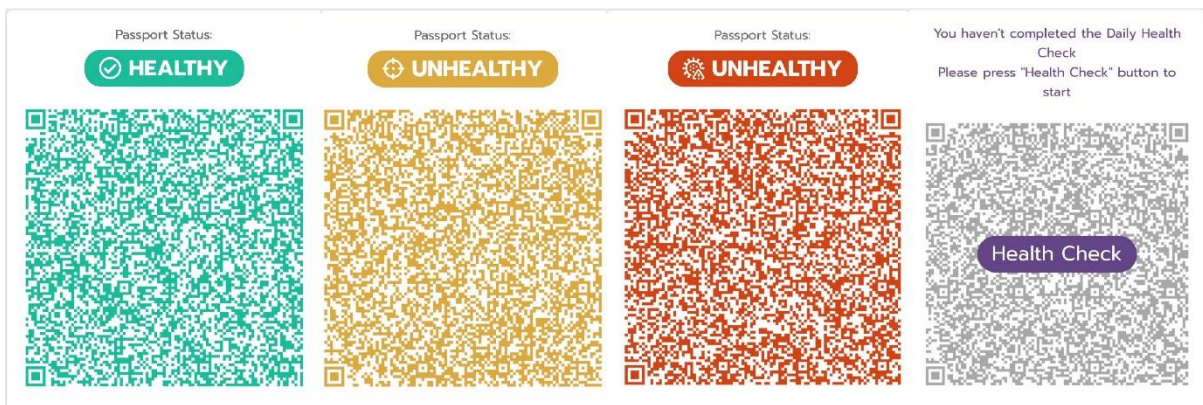 Passport Status:
HEALTHY
Passport Status:
UNHEALTHY
Passport Status:
UNHEALTHY
You haven't completed the Daily Health
Check
Please press "Health Check" button to
start
Health Check